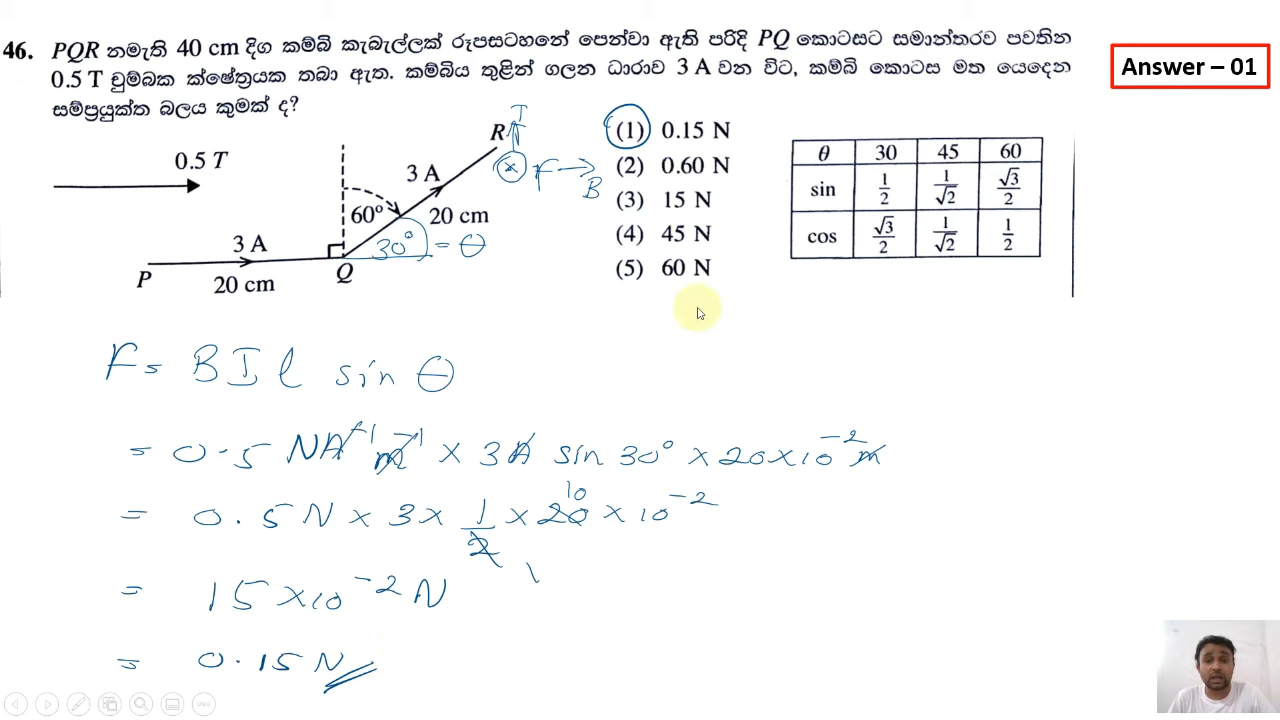 46. PQR නමැති 40 cm දිග කම්බි කැබැල්ලක් රූපසටහනේ පෙන්වා ඇති පරිදි PQ කොටසට සමාන්තරව පවතින
0.5 T චුම්බක ක්ෂේත්‍රයක තබා ඇත. කම්බිය තුළින් ගලන ධාරාව 3 A වන විට, කම්බි කොටස මත යෙදෙන
සම්ප්‍රයුක්ත බලය කුමක් ද?
Answer – 01
0.5 T
3 A
P
20 cm
Q
60°
30° = θ
3 A
20 cm
R
I
×
F
B
(1) 0.15 N
(2) 0.60 N
(3) 15 N
(4) 45 N
(5) 60 N
θ 30 45 60
sin 1/2 1/√2 √3/2
cos √3/2 1/√2 1/2
F = B I l sin θ
= 0.5 NA⁻¹ m⁻¹ × 3A sin 30° × 20×10⁻² m
= 0.5 N × 3 × 1/2 × 20 × 10⁻²
10
1
= 15 ×10⁻² N
= 0.15 N